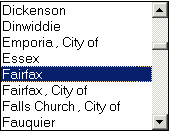 Dickenson
Dinwiddie
Emporia, City of
Essex
Fairfax
Fairfax, City of
Falls Church, City of
Fauquier